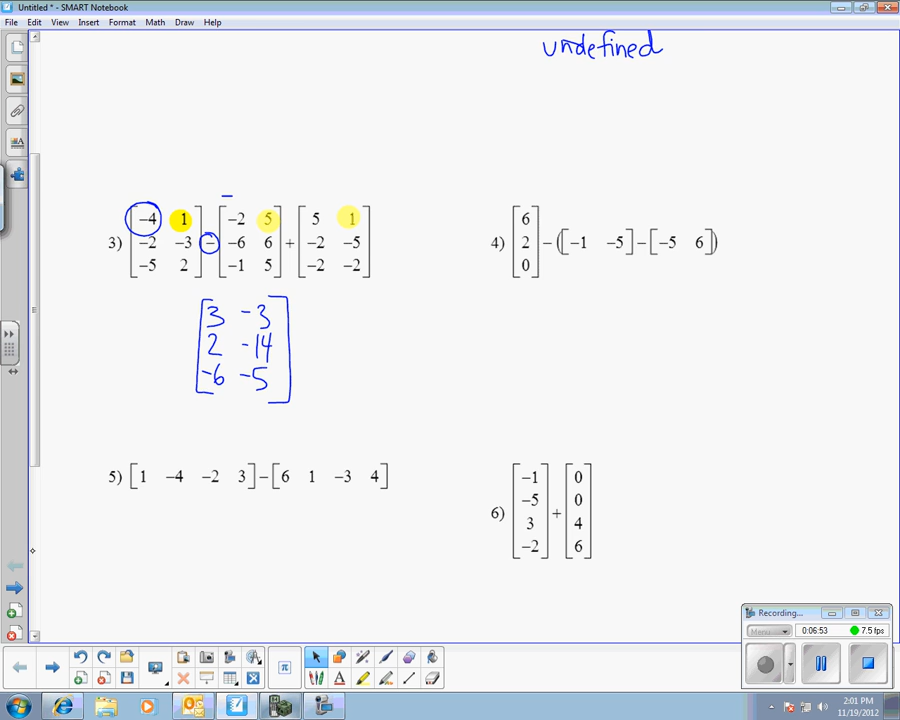 Untitled * - SMART Notebook
File Edit View Insert Format Math Draw Help
undefined
3) [ −4 1 ] − [ −2 5 ] + [ 5 1 ]
[ −2 −3 ] [ −6 6 ] [ −2 −5 ]
[ −5 2 ] [ −1 5 ] [ −2 −2 ]
3 -3
2 -14
-6 -5
4) [ 6 ] − ([−1 −5] − [−5 6])
[ 2 ]
[ 0 ]
5) [1 −4 −2 3] − [6 1 −3 4]
6) [ −1 ] + [ 0 ]
[ −5 ] [ 0 ]
[ 3 ] [ 4 ]
[ −2 ] [ 6 ]
Recording...
Menu
0:06:53 7.5 fps
2:01 PM
11/19/2012